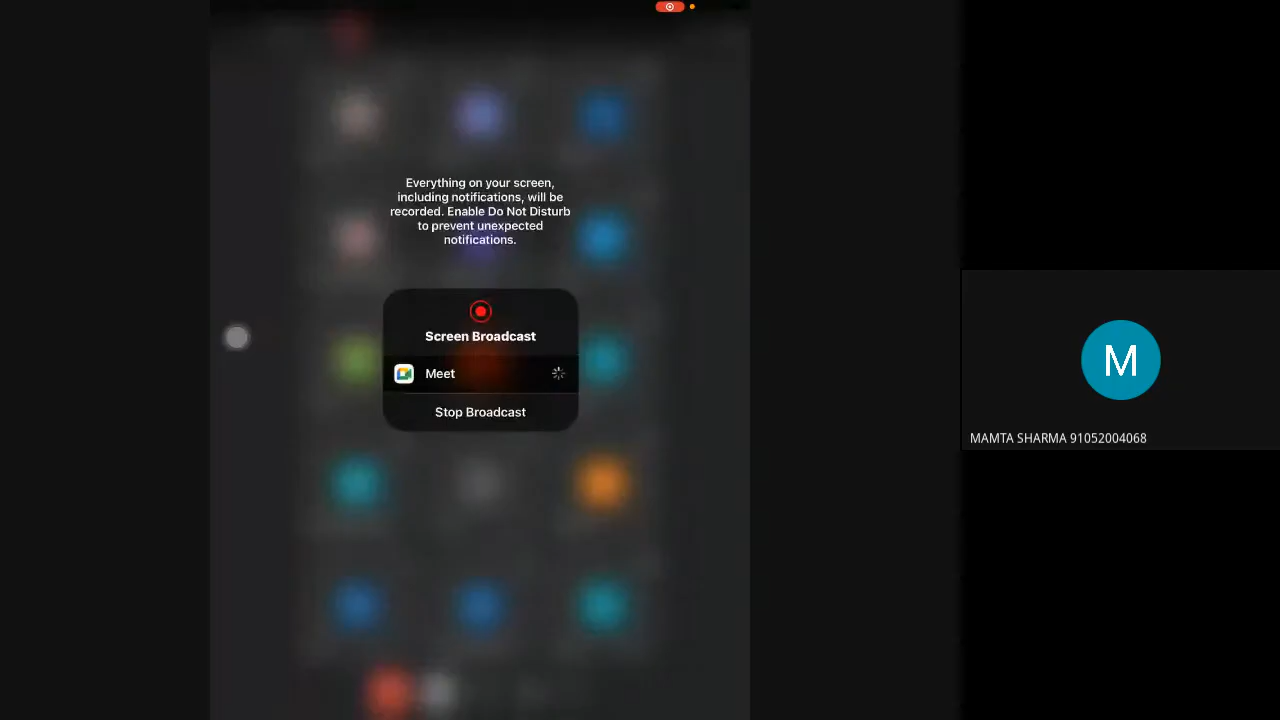 Everything on your screen,
including notifications, will be
recorded. Enable Do Not Disturb
to prevent unexpected
notifications.
Screen Broadcast
Meet
Stop Broadcast
M
MAMTA SHARMA 91052004068